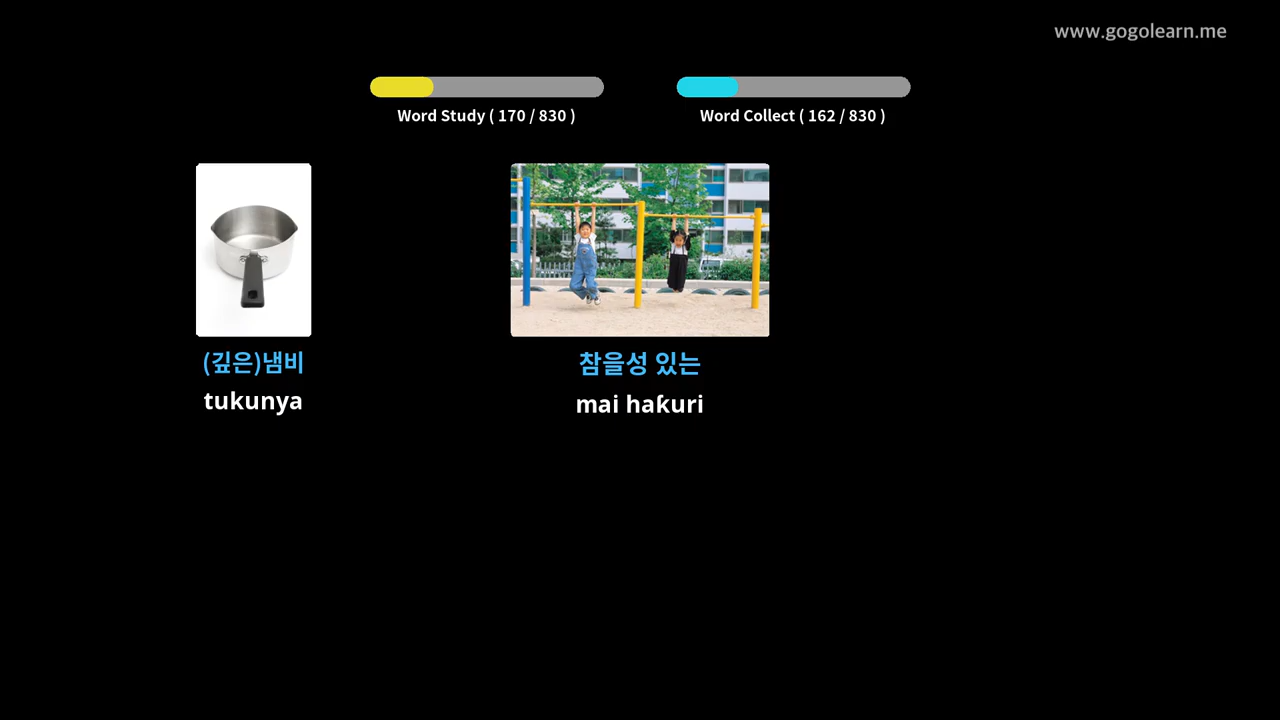 www.gogolearn.me
Word Study ( 170 / 830 )
Word Collect ( 162 / 830 )
(깊은)냄비
tukunya
참을성 있는
mai haƙuri